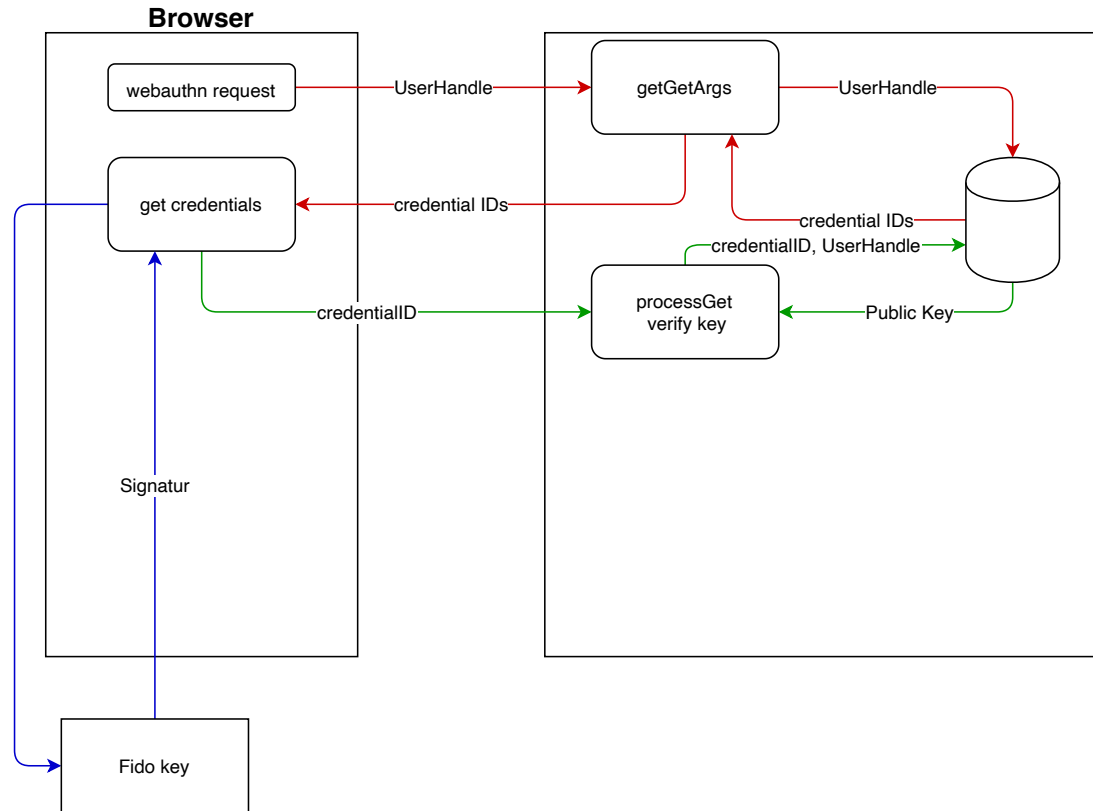 Browser
webauthn request
UserHandle
getGetArgs
UserHandle
get credentials
credential IDs
credential IDs
credentialID, UserHandle
credentialID
processGet
verify key
Public Key
Signatur
Fido key